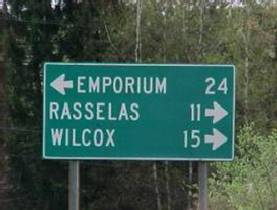 ← EMPORIUM 24
RASSELAS 11 →
WILCOX 15 →